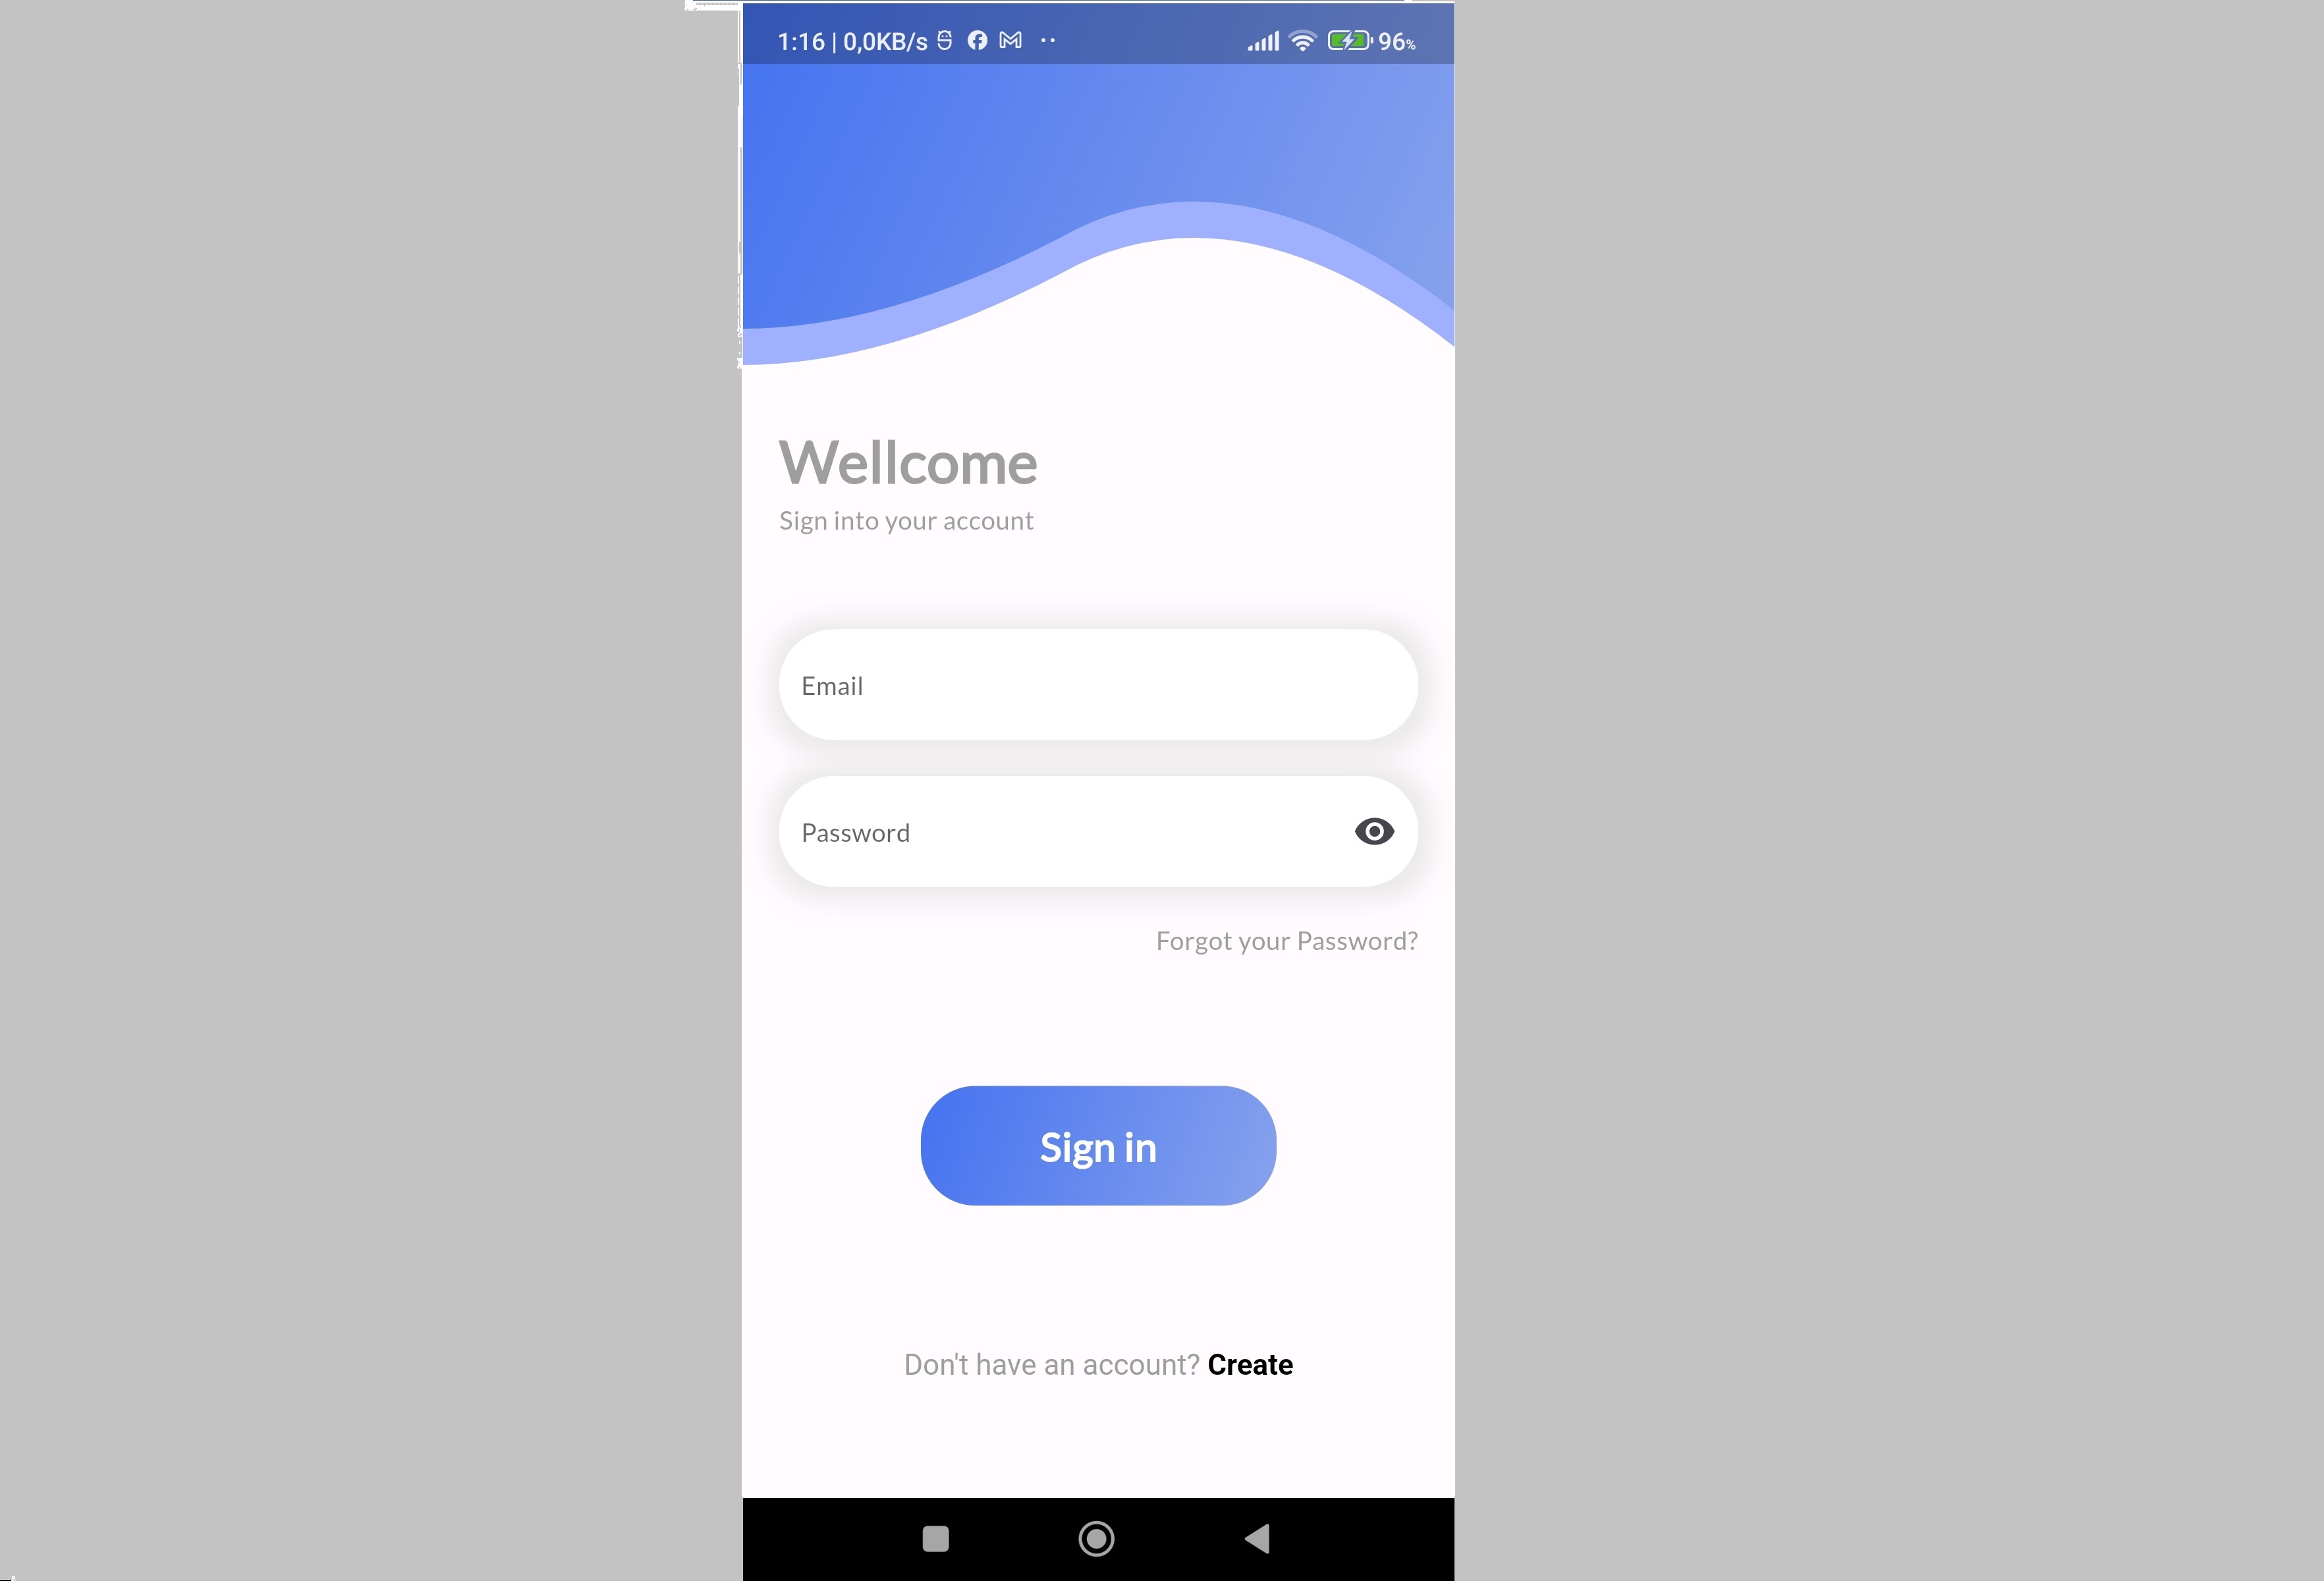 1:16 | 0,0KB/s 96%
Wellcome
Sign into your account
Email
Password
Forgot your Password?
Sign in
Don't have an account? Create